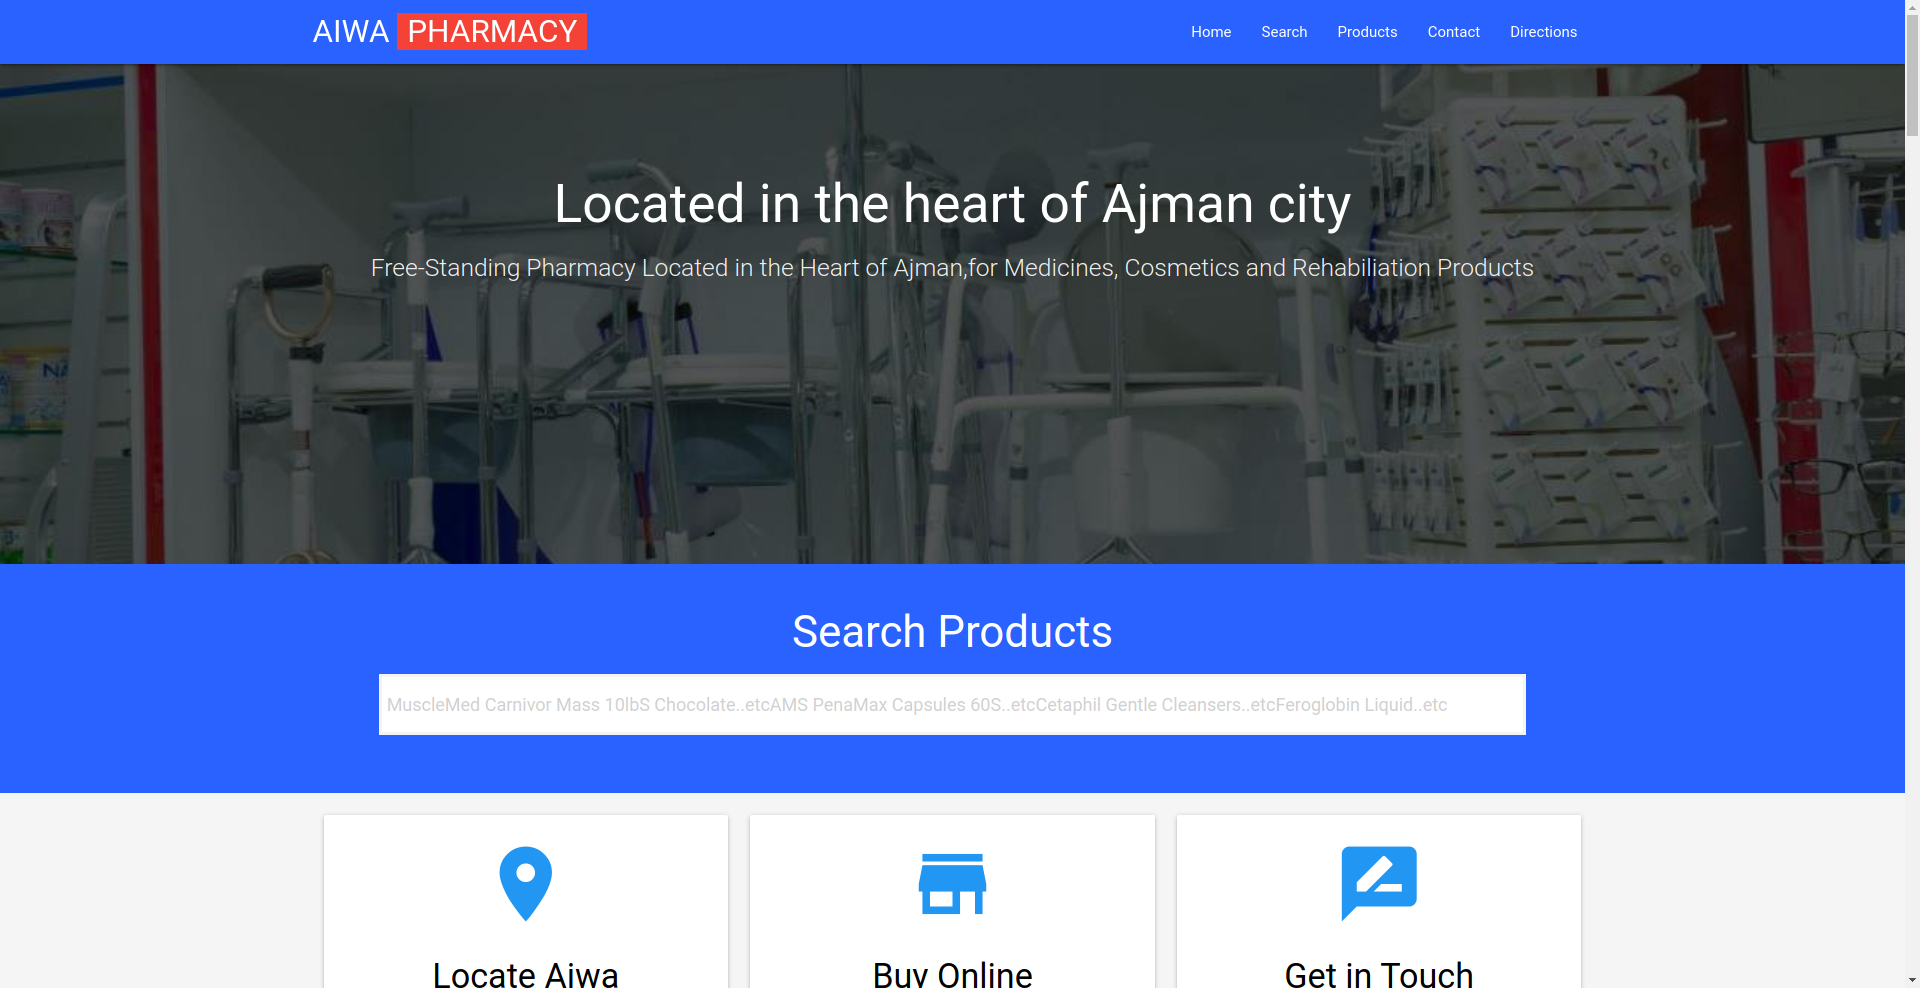 AIWA PHARMACY
Home
Search
Products
Contact
Directions
Located in the heart of Ajman city
Free-Standing Pharmacy Located in the Heart of Ajman,for Medicines, Cosmetics and Rehabiliation Products
Search Products
MuscleMed Carnivor Mass 10lbS Chocolate..etcAMS PenaMax Capsules 60S..etcCetaphil Gentle Cleansers..etcFeroglobin Liquid..etc
Locate Aiwa
Buy Online
Get in Touch